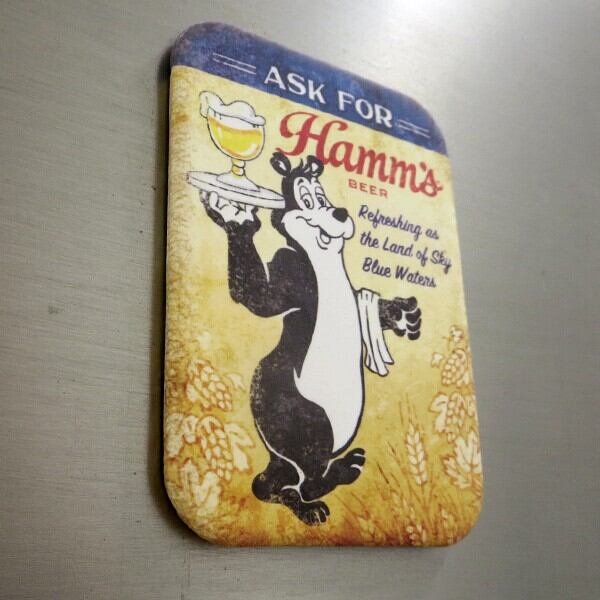 ASK FOR
Hamm's
BEER
Refreshing as
the Land of Sky
Blue Waters